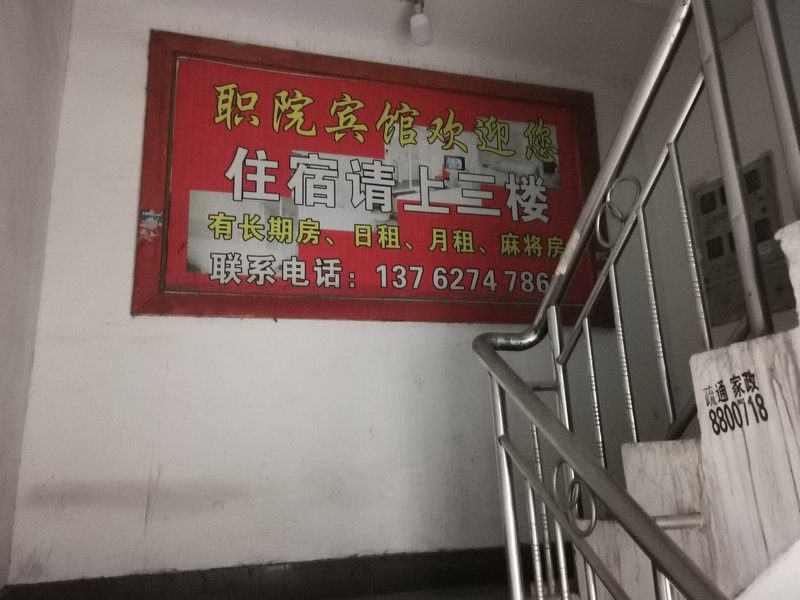 职院宾馆欢迎您
住宿请上三楼
有长期房、日租、月租、麻将房
联系电话：137 6274 786
疏通 家政
8800718